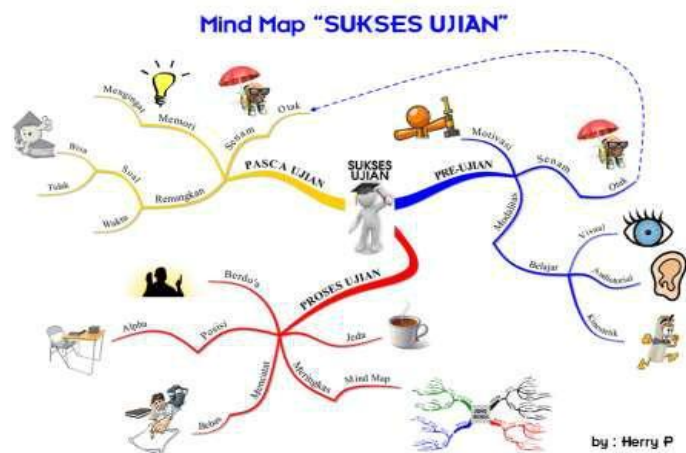 Mind Map "SUKSES UJIAN"
SUKSES
UJIAN
PRE-UJIAN
Motivasi
Senam
Otak
Modalitas
Belajar
Visual
Auditorial
Kinestetik
PROSES UJIAN
Berdo'a
Posisi
Alpha
Mencatat
Bebas
Meringkas
Mind Map
Jeda
PASCA UJIAN
Senam
Otak
Memori
Mengingat
Renungkan
Soal
Bisa
Tidak
Waktu
by : Herry P